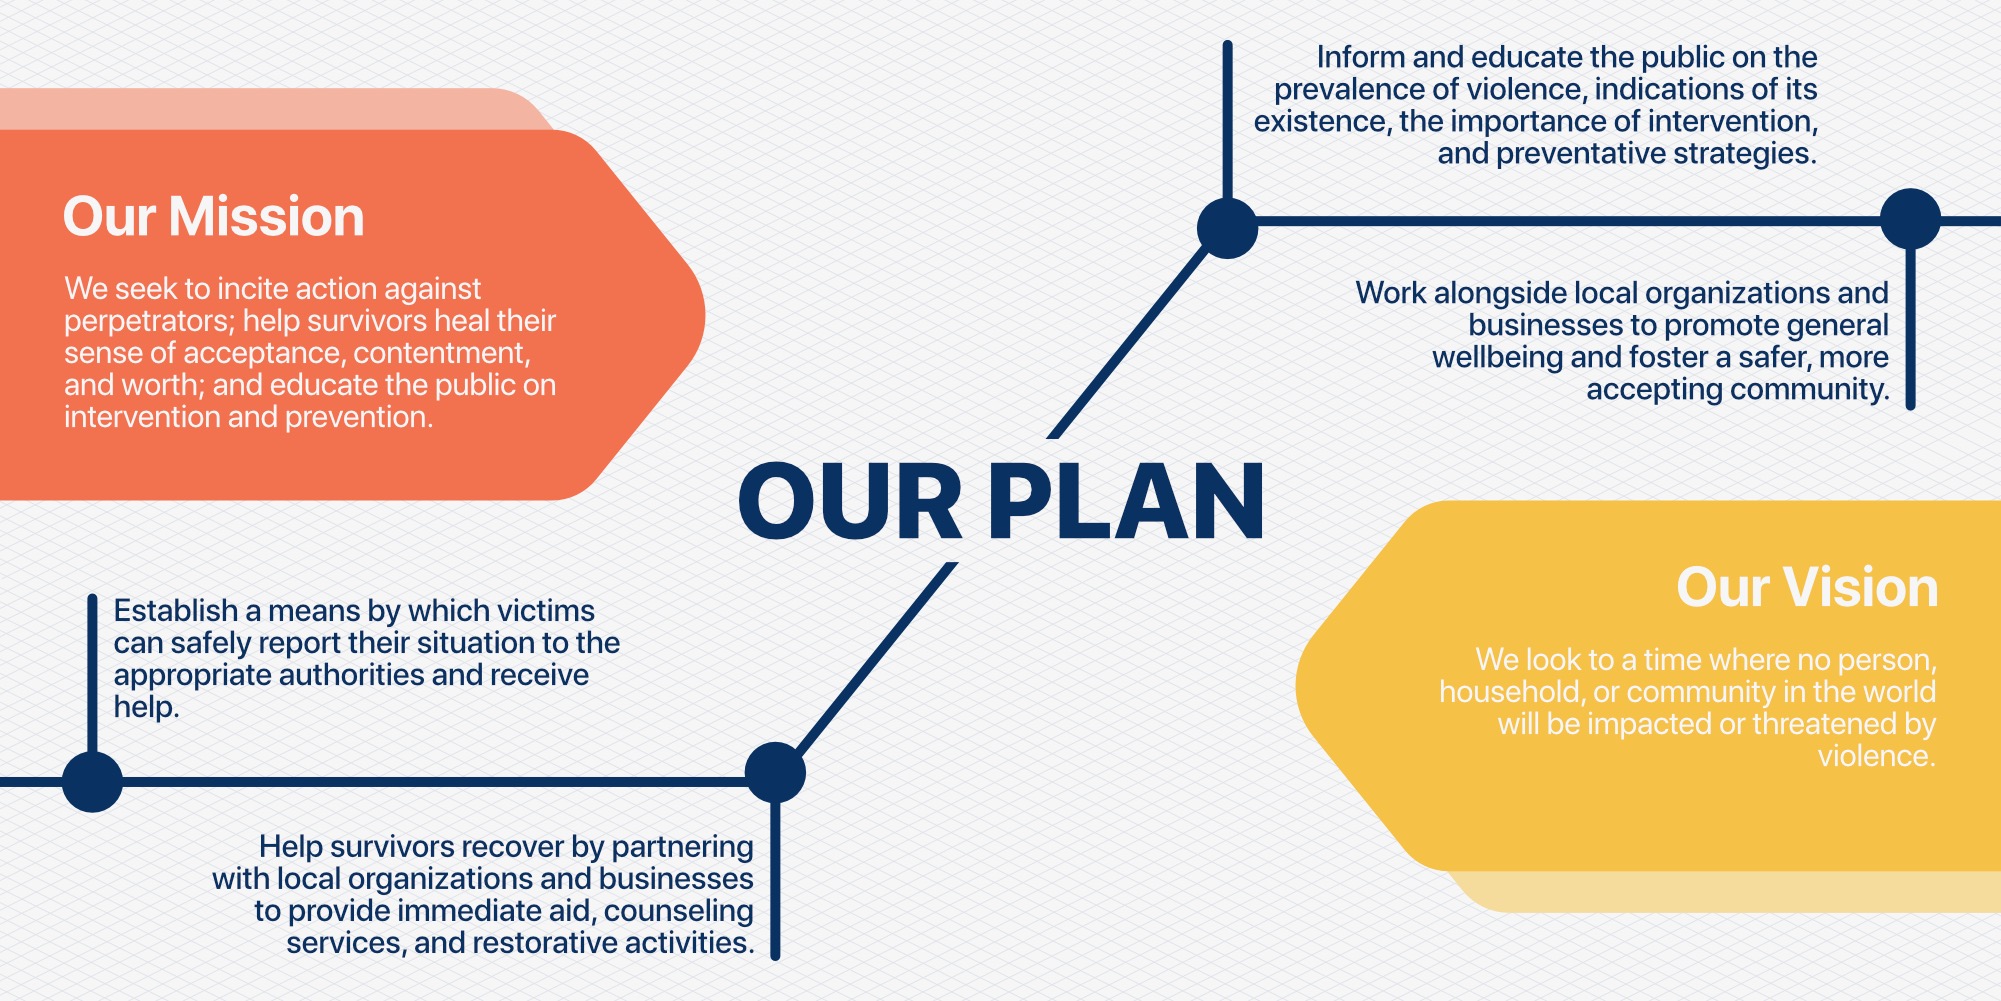 Our Mission
We seek to incite action against
perpetrators; help survivors heal their
sense of acceptance, contentment,
and worth; and educate the public on
intervention and prevention.
Inform and educate the public on the
prevalence of violence, indications of its
existence, the importance of intervention,
and preventative strategies.
Work alongside local organizations and
businesses to promote general
wellbeing and foster a safer, more
accepting community.
OUR PLAN
Establish a means by which victims
can safely report their situation to the
appropriate authorities and receive
help.
Help survivors recover by partnering
with local organizations and businesses
to provide immediate aid, counseling
services, and restorative activities.
Our Vision
We look to a time where no person,
household, or community in the world
will be impacted or threatened by
violence.